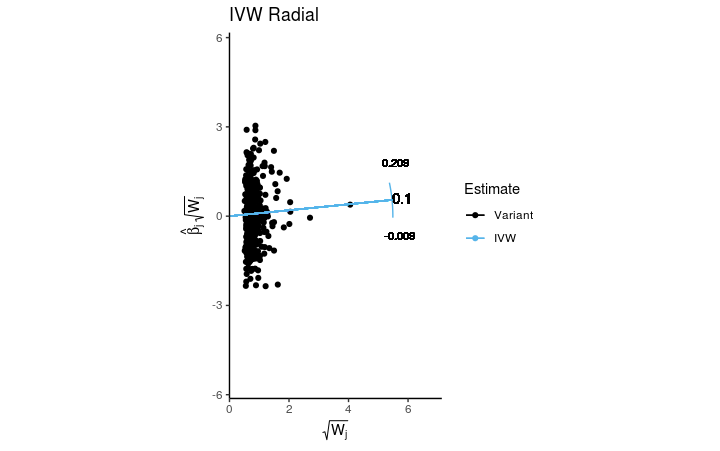 IVW Radial
6
3
0
-3
-6
β̂j√Wj
0.209
0.1
-0.009
0 2 4 6
√Wj
Estimate
Variant
IVW